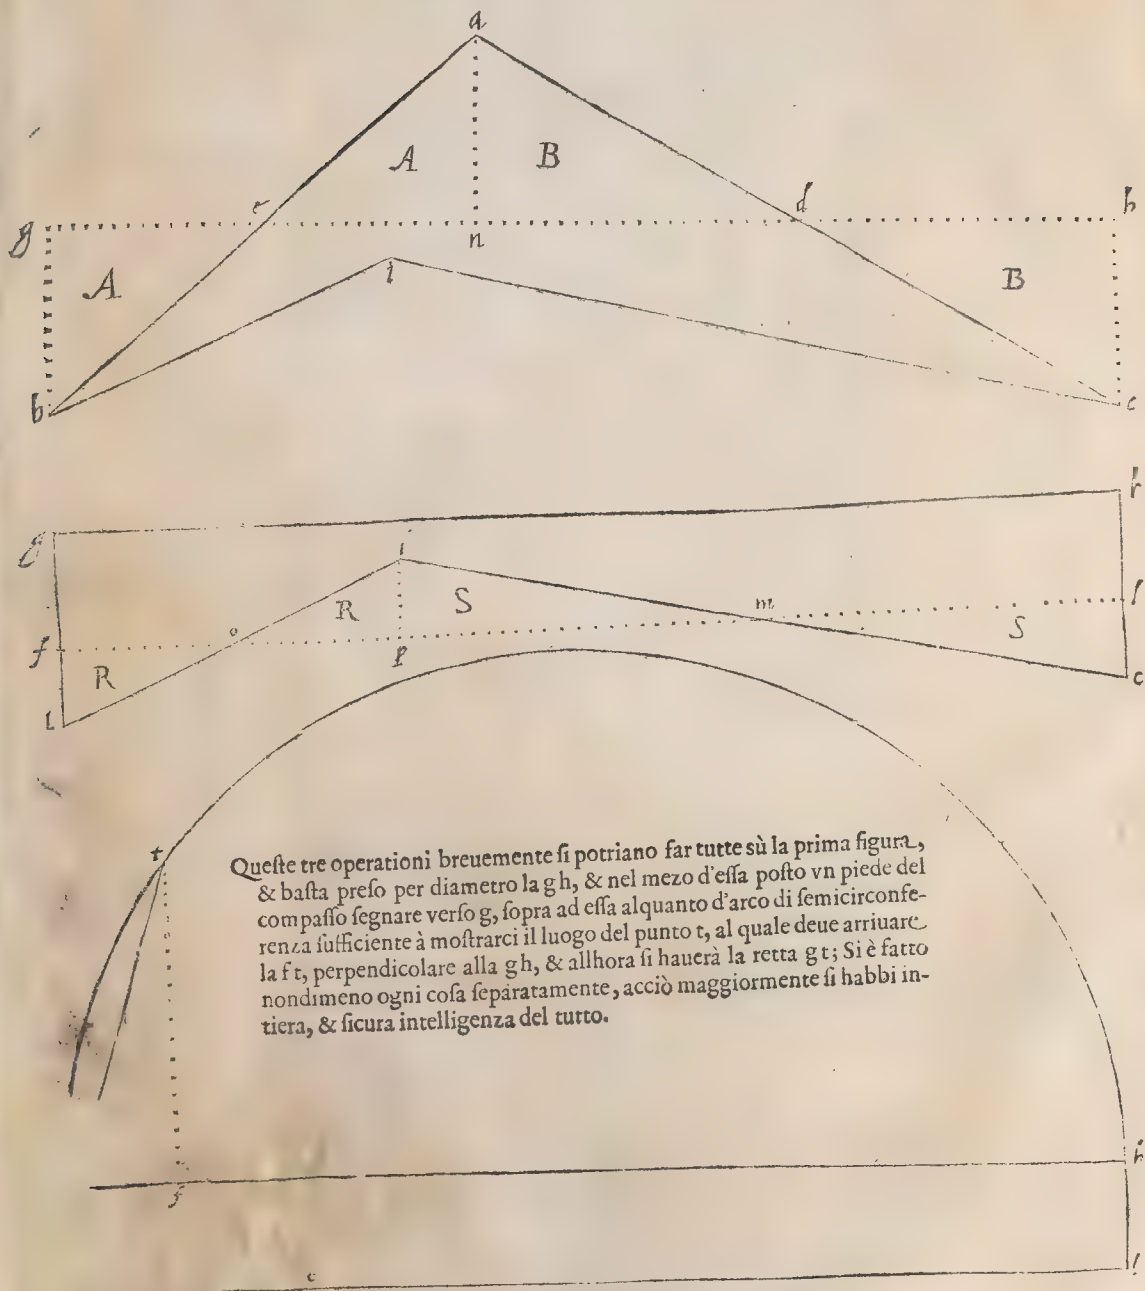 a
A B
e d h
g n
i
A B
b c
h
g i
R S m l
o
f p S
R
b c
t
Queſte tre operationi breuemente ſi potriano far tutte sù la prima figura,
& baſta preſo per diametro la g h, & nel mezo d'eſſa poſto vn piede del
compaſſo ſegnare verſo g, ſopra ad eſſa alquanto d'arco di ſemicirconfe-
renza ſufficiente à moſtrarci il luogo del punto t, al quale deue arriuare
la f t, perpendicolare alla g h, & allhora ſi hauerà la retta g t; Si è fatto
nondimeno ogni coſa ſeparatamente, acciò maggiormente ſi habbi in-
tiera, & ſicura intelligenza del tutto.
h
f
c l